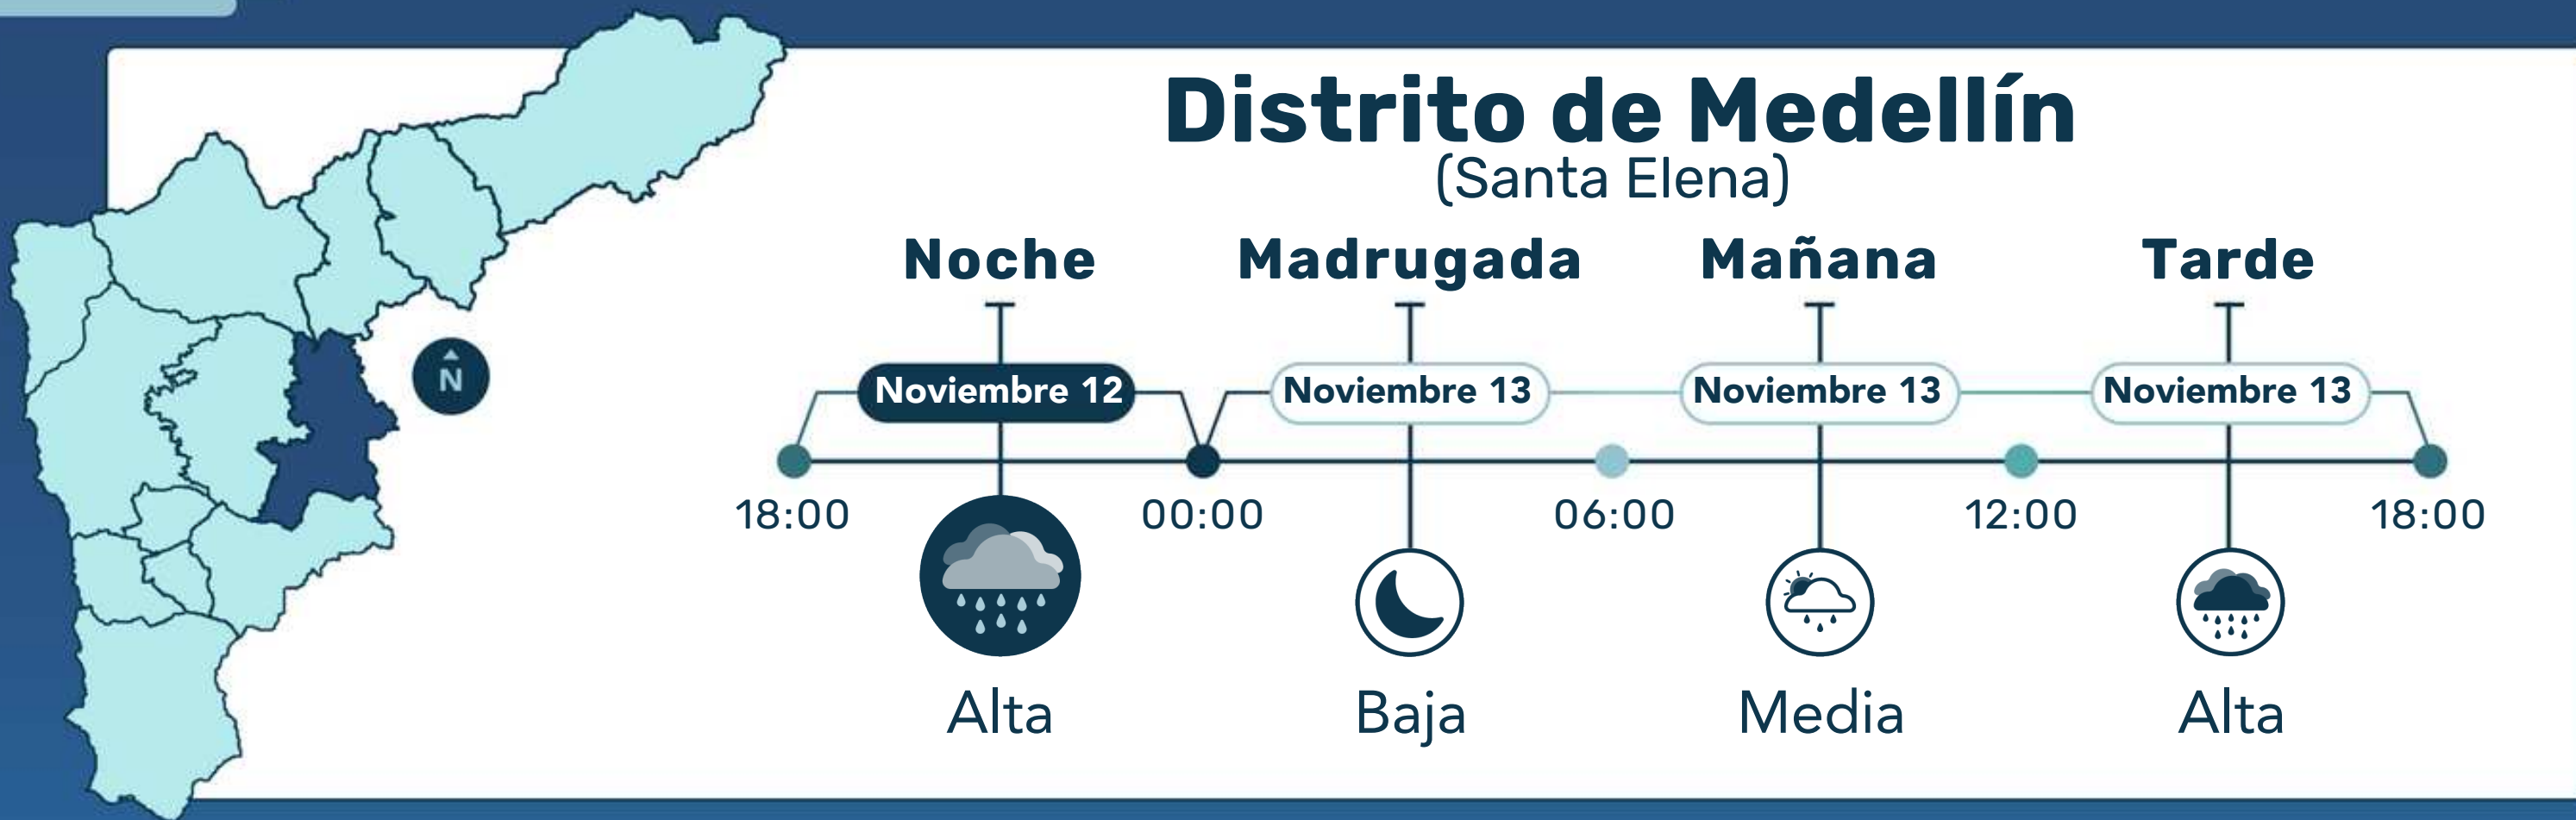 Distrito de Medellín
(Santa Elena)
Noche Madrugada Mañana Tarde
N
Noviembre 12 Noviembre 13 Noviembre 13 Noviembre 13
18:00 00:00 06:00 12:00 18:00
Alta Baja Media Alta